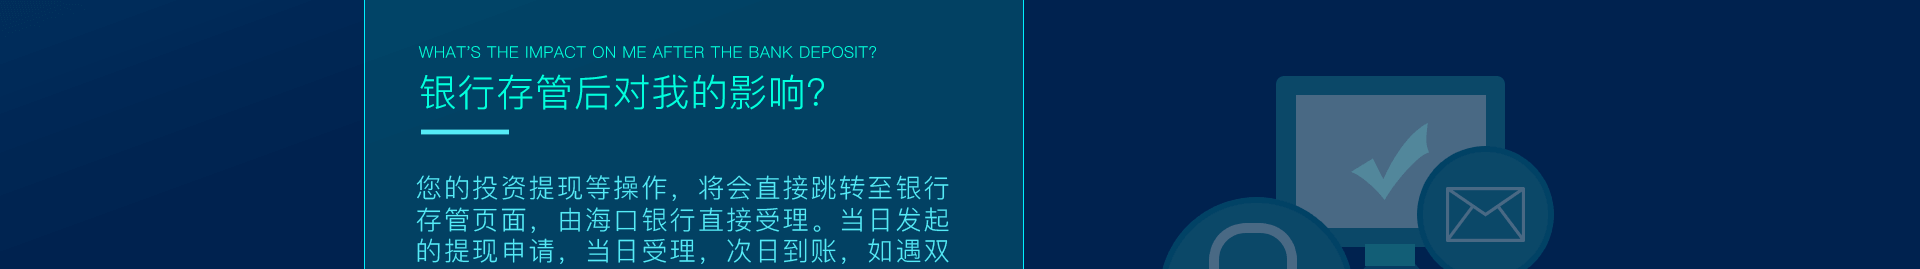 WHAT'S THE IMPACT ON ME AFTER THE BANK DEPOSIT?
银行存管后对我的影响?
您的投资提现等操作，将会直接跳转至银行
存管页面，由海口银行直接受理。当日发起
的提现申请，当日受理，次日到账，如遇双